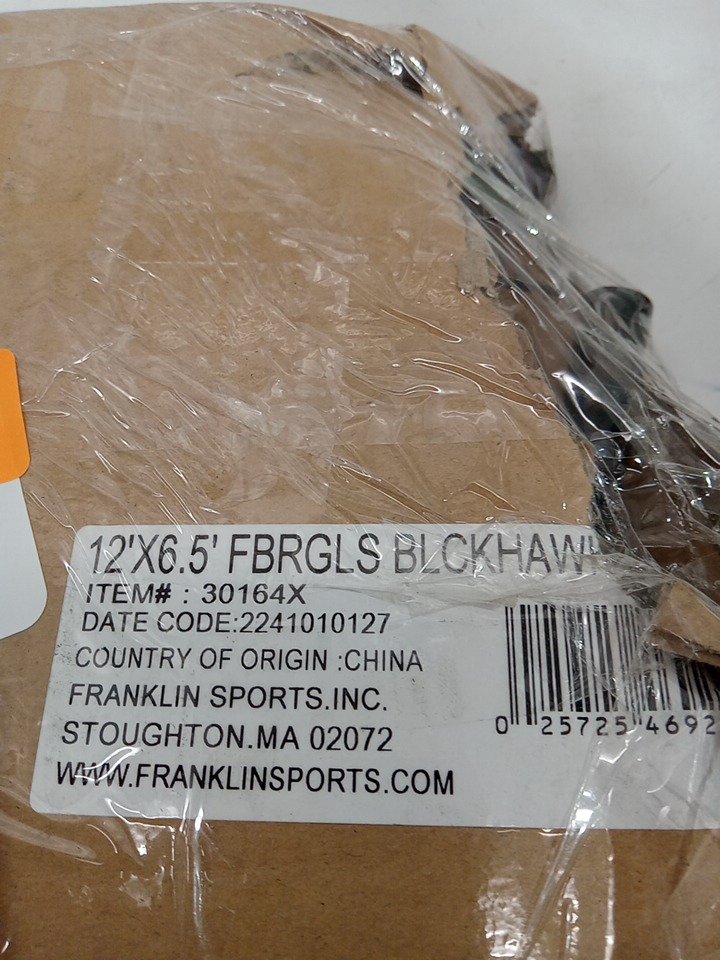 12'X6.5' FBRGLS BLCKHAWK
ITEM# : 30164X
DATE CODE:2241010127
COUNTRY OF ORIGIN :CHINA
FRANKLIN SPORTS.INC.
STOUGHTON.MA 02072
WWW.FRANKLINSPORTS.COM
0 25725 4692